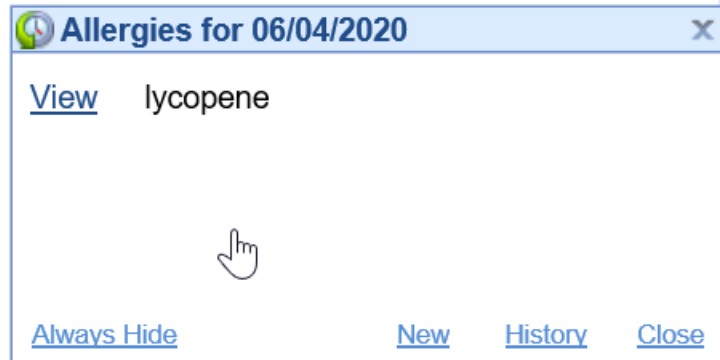 Allergies for 06/04/2020
View lycopene
Always Hide New History Close